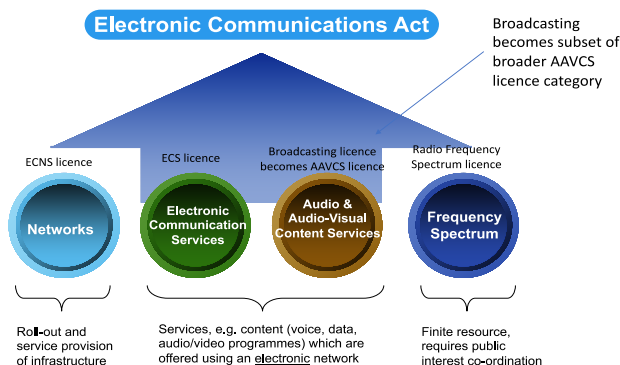 Electronic Communications Act
Broadcasting
becomes subset of
broader AAVCS
licence category
ECNS licence
ECS licence
Broadcasting licence
becomes AAVCS licence
Radio Frequency
Spectrum licence
Networks
Electronic
Communication
Services
Audio &
Audio-Visual
Content Services
Frequency
Spectrum
Roll-out and
service provision
of infrastructure
Services, e.g. content (voice, data,
audio/video programmes) which are
offered using an electronic network
Finite resource,
requires public
interest co-ordination